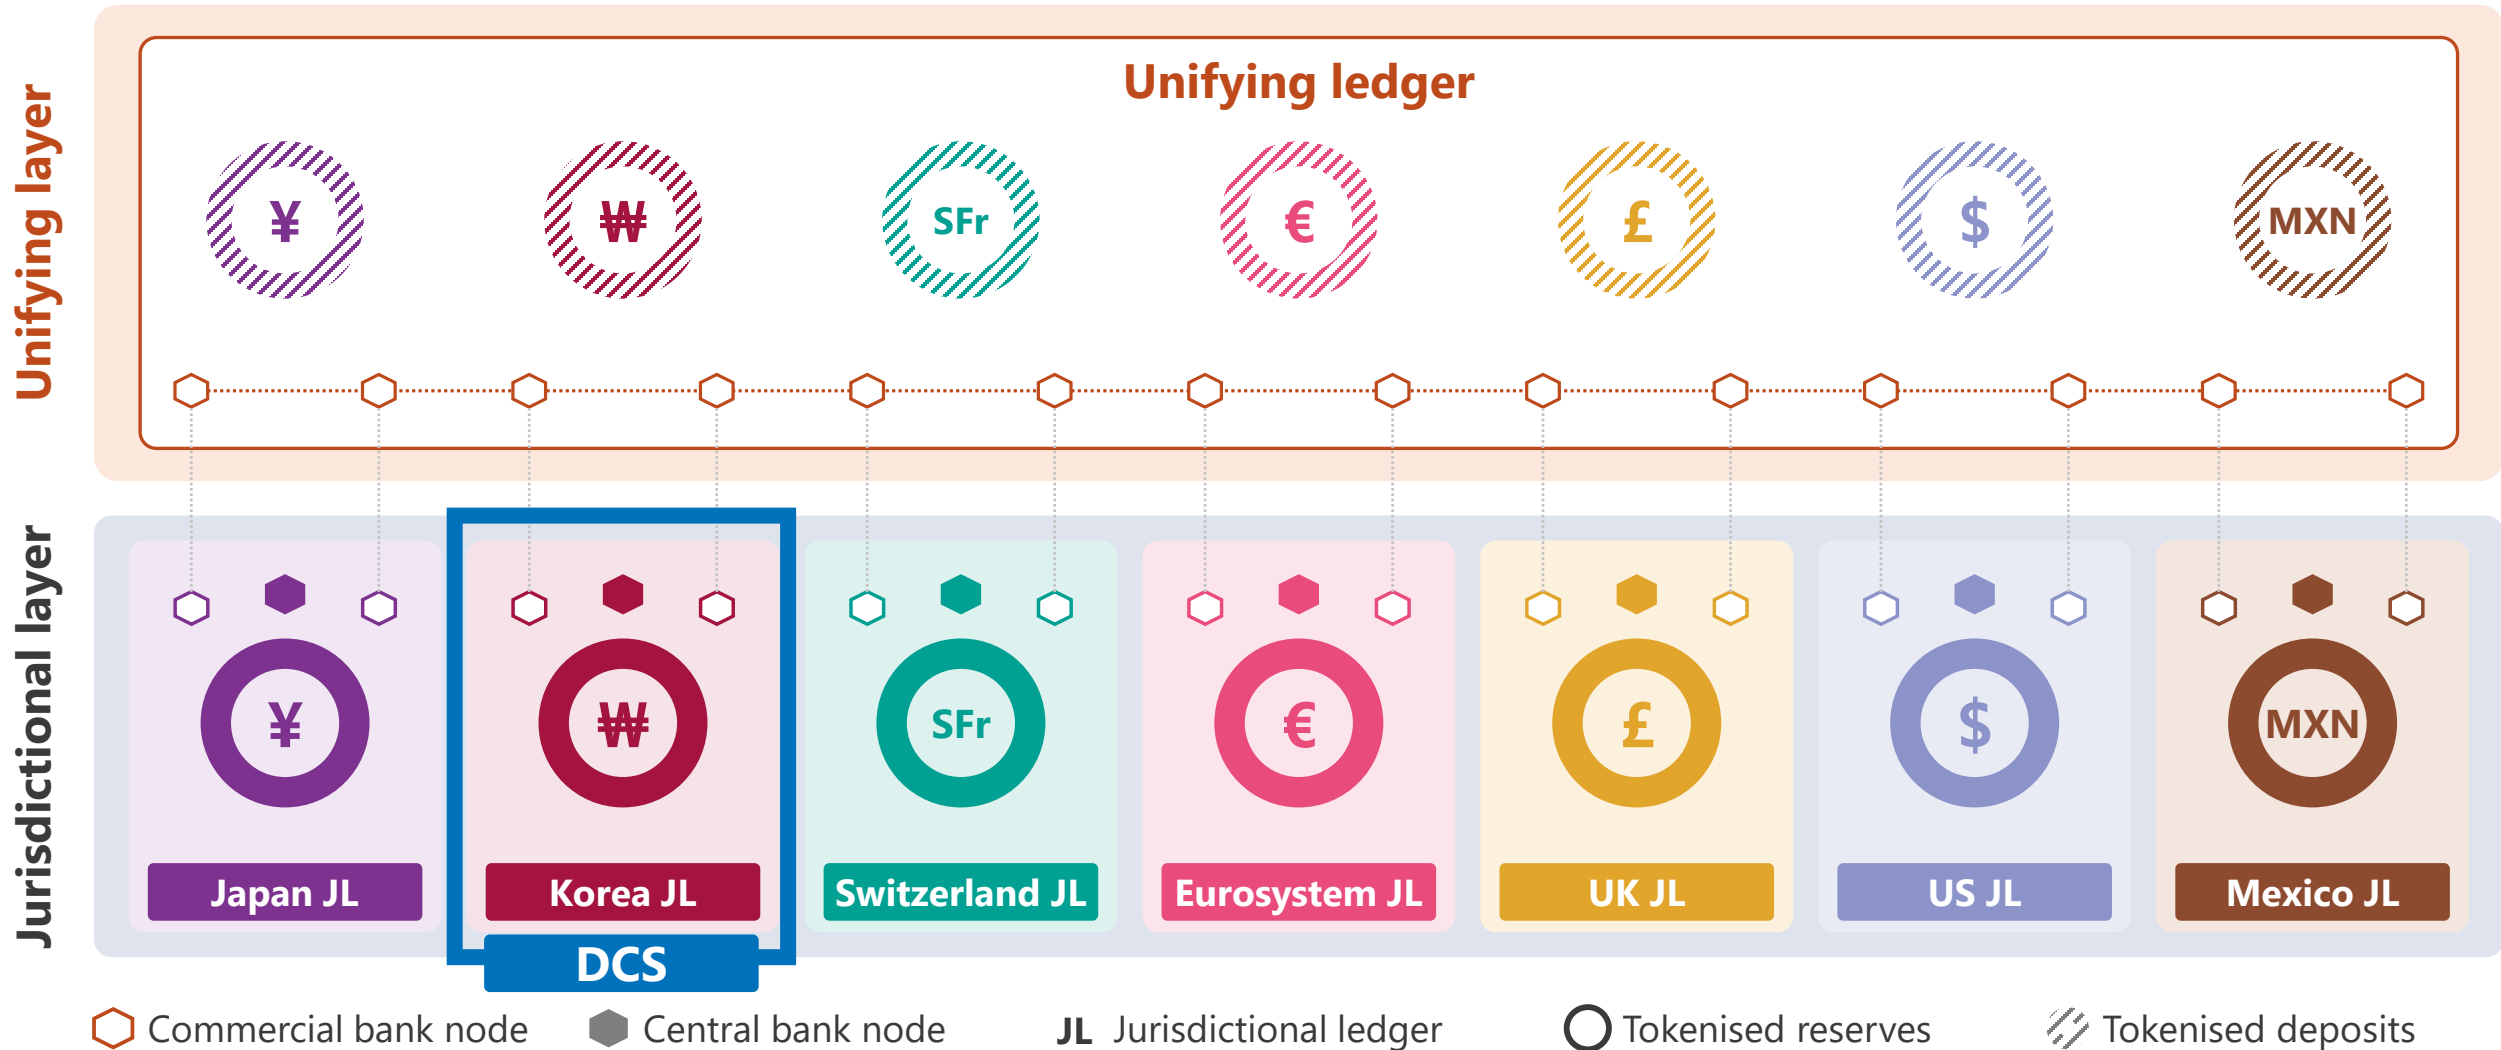 Unifying layer
Unifying ledger
¥ ₩ SFr € £ $ MXN
Jurisdictional layer
¥ ₩ SFr € £ $ MXN
Japan JL Korea JL Switzerland JL Eurosystem JL UK JL US JL Mexico JL
DCS
Commercial bank node Central bank node JL Jurisdictional ledger Tokenised reserves Tokenised deposits